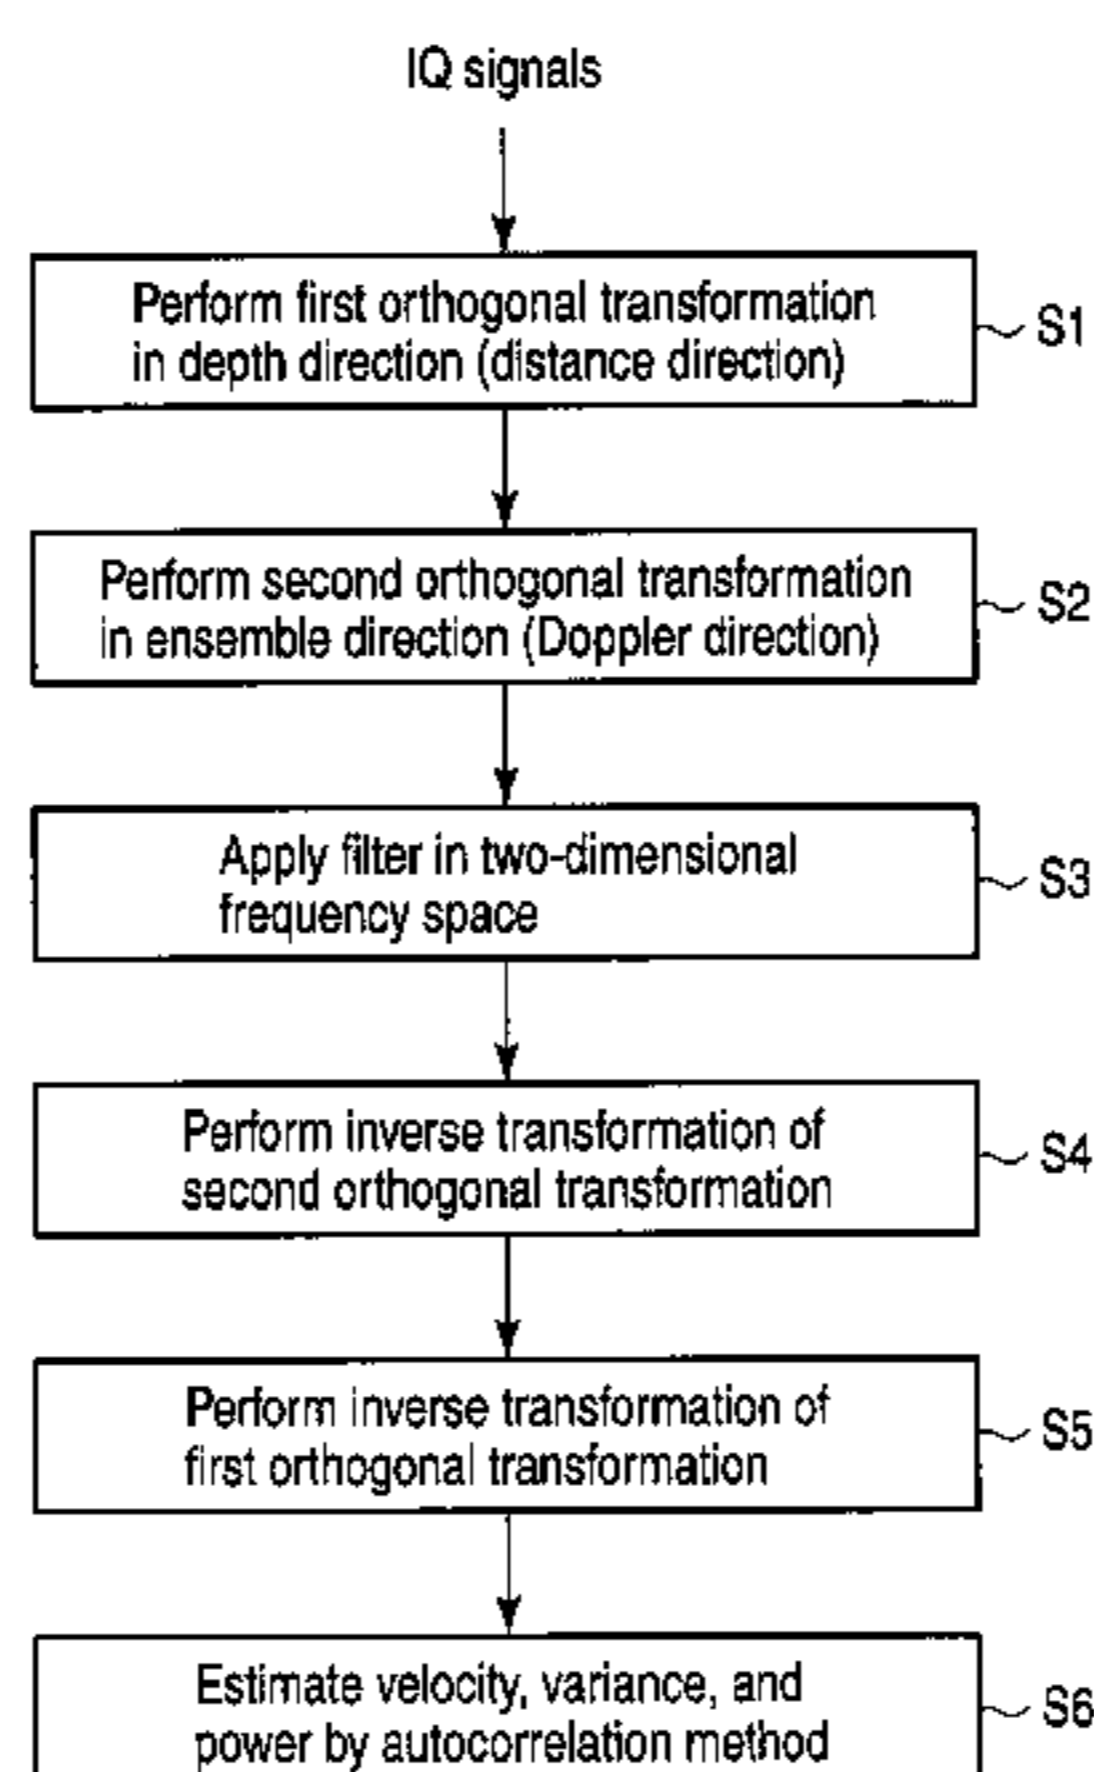 IQ signals
Perform first orthogonal transformation
in depth direction (distance direction)
S1
Perform second orthogonal transformation
in ensemble direction (Doppler direction)
S2
Apply filter in two-dimensional
frequency space
S3
Perform inverse transformation of
second orthogonal transformation
S4
Perform inverse transformation of
first orthogonal transformation
S5
Estimate velocity, variance, and
power by autocorrelation method
S6